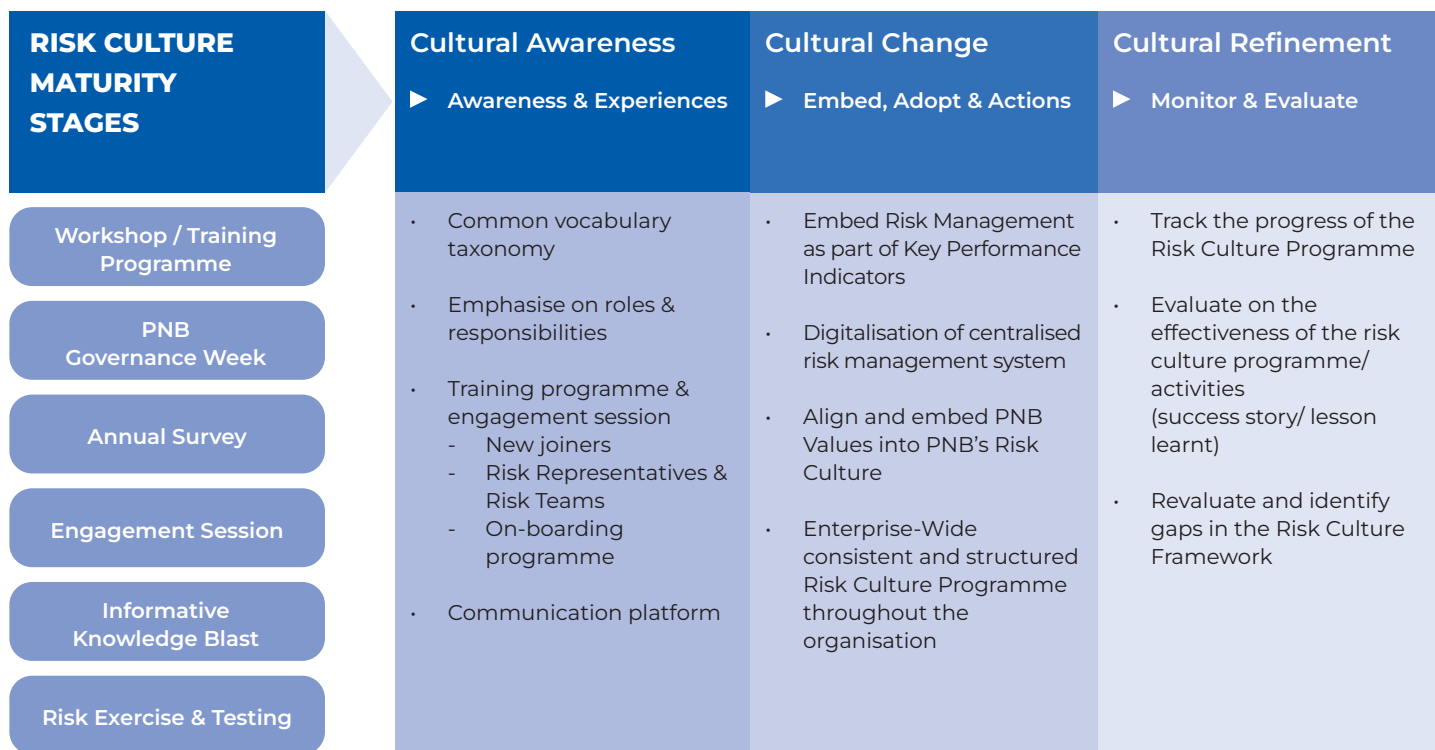 RISK CULTURE
MATURITY
STAGES
Workshop / Training
Programme
PNB
Governance Week
Annual Survey
Engagement Session
Informative
Knowledge Blast
Risk Exercise & Testing
Cultural Awareness
► Awareness & Experiences
• Common vocabulary
taxonomy
• Emphasise on roles &
responsibilities
• Training programme &
engagement session
- New joiners
- Risk Representatives &
Risk Teams
- On-boarding
programme
• Communication platform
Cultural Change
► Embed, Adopt & Actions
• Embed Risk Management
as part of Key Performance
Indicators
• Digitalisation of centralised
risk management system
• Align and embed PNB
Values into PNB's Risk
Culture
• Enterprise-Wide
consistent and structured
Risk Culture Programme
throughout the
organisation
Cultural Refinement
► Monitor & Evaluate
• Track the progress of the
Risk Culture Programme
• Evaluate on the
effectiveness of the risk
culture programme/
activities
(success story/ lesson
learnt)
• Revaluate and identify
gaps in the Risk Culture
Framework